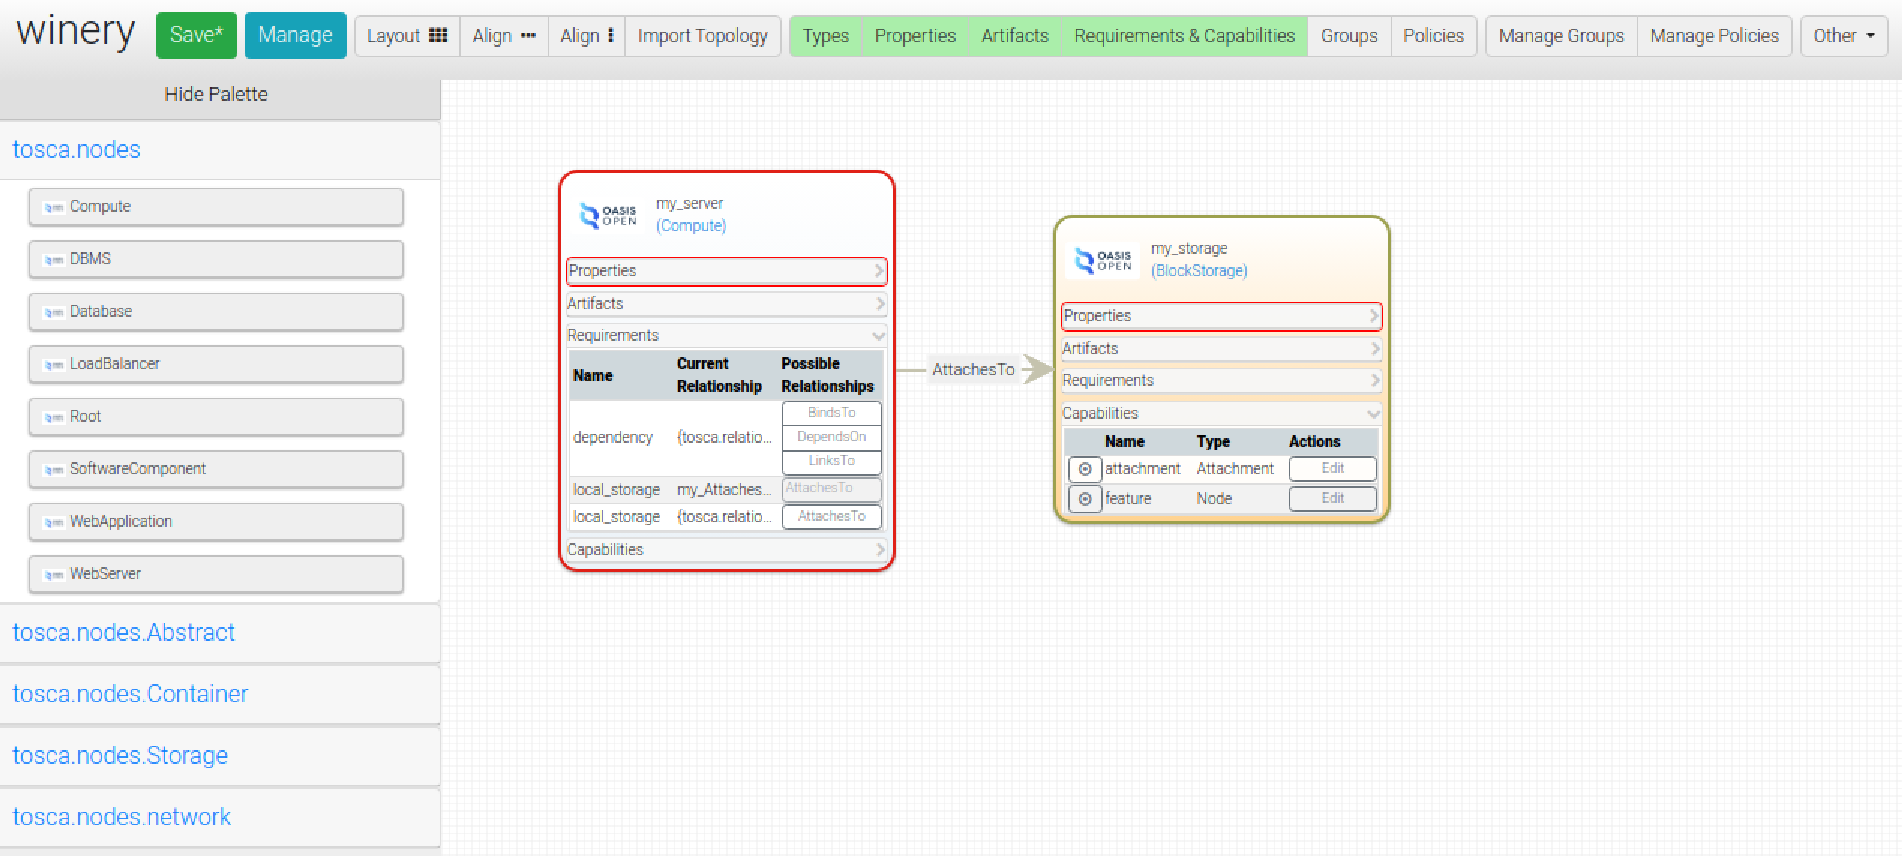 winery Save* Manage Layout Align Align Import Topology Types Properties Artifacts Requirements & Capabilities Groups Policies Manage Groups Manage Policies Other
Hide Palette
tosca.nodes
Compute
DBMS
Database
LoadBalancer
Root
SoftwareComponent
WebApplication
WebServer
tosca.nodes.Abstract
tosca.nodes.Container
tosca.nodes.Storage
tosca.nodes.network
OASIS OPEN
my_server
(Compute)
Properties
Artifacts
Requirements
Name Current Relationship Possible Relationships
dependency {tosca.relatio... BindsTo
DependsOn
LinksTo
local_storage my_Attaches... AttachesTo
local_storage {tosca.relatio... AttachesTo
Capabilities
AttachesTo
OASIS OPEN
my_storage
(BlockStorage)
Properties
Artifacts
Requirements
Capabilities
Name Type Actions
attachment Attachment Edit
feature Node Edit